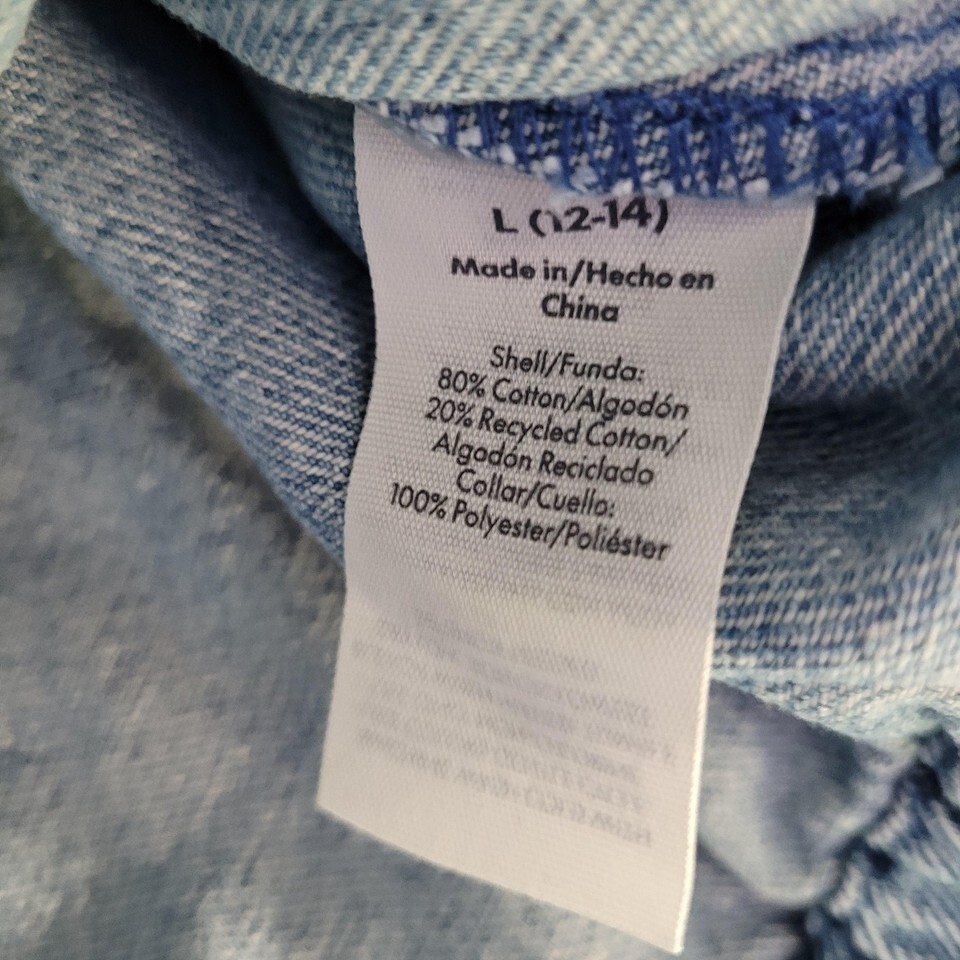 L (12-14)
Made in/Hecho en
China
Shell/Funda:
80% Cotton/Algodón
20% Recycled Cotton/
Algodón Reciclado
Collar/Cuello:
100% Polyester/Poliéster